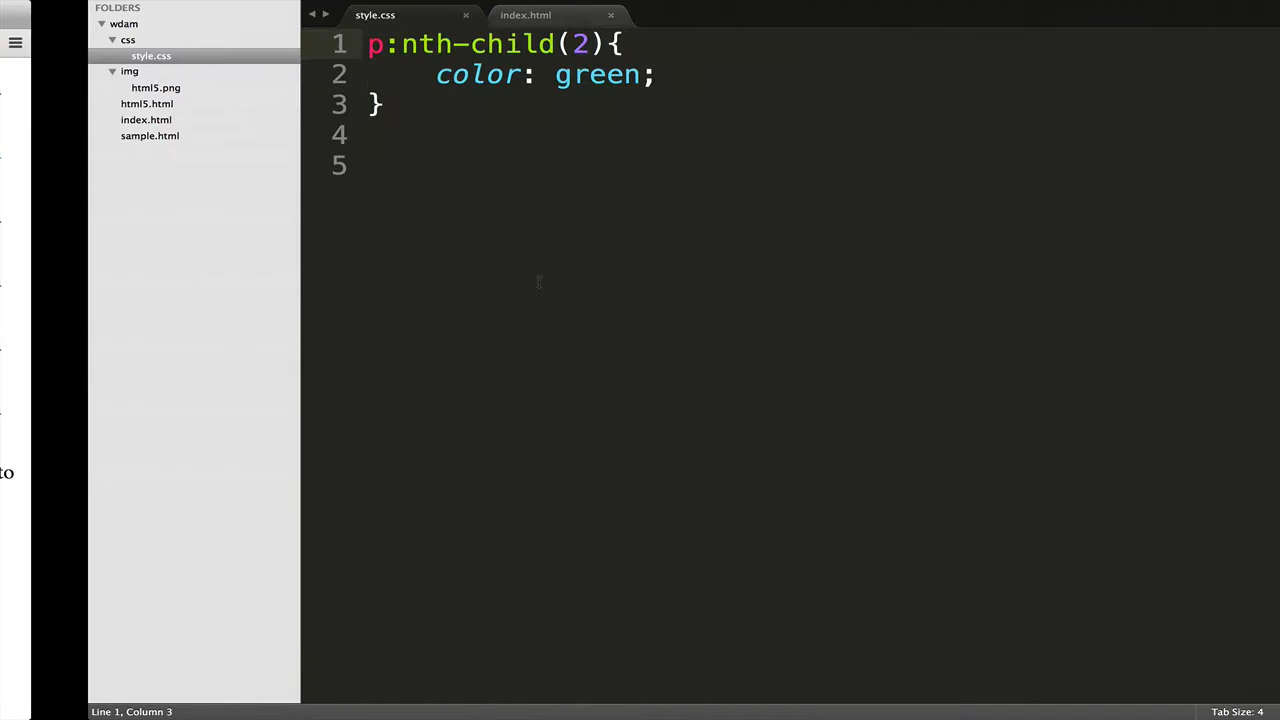 FOLDERS
wdam
css
style.css
img
html5.png
html5.html
index.html
sample.html
to
style.css
index.html
1 p:nth-child(2){
2 color: green;
3 }
4
5
Line 1, Column 3
Tab Size: 4